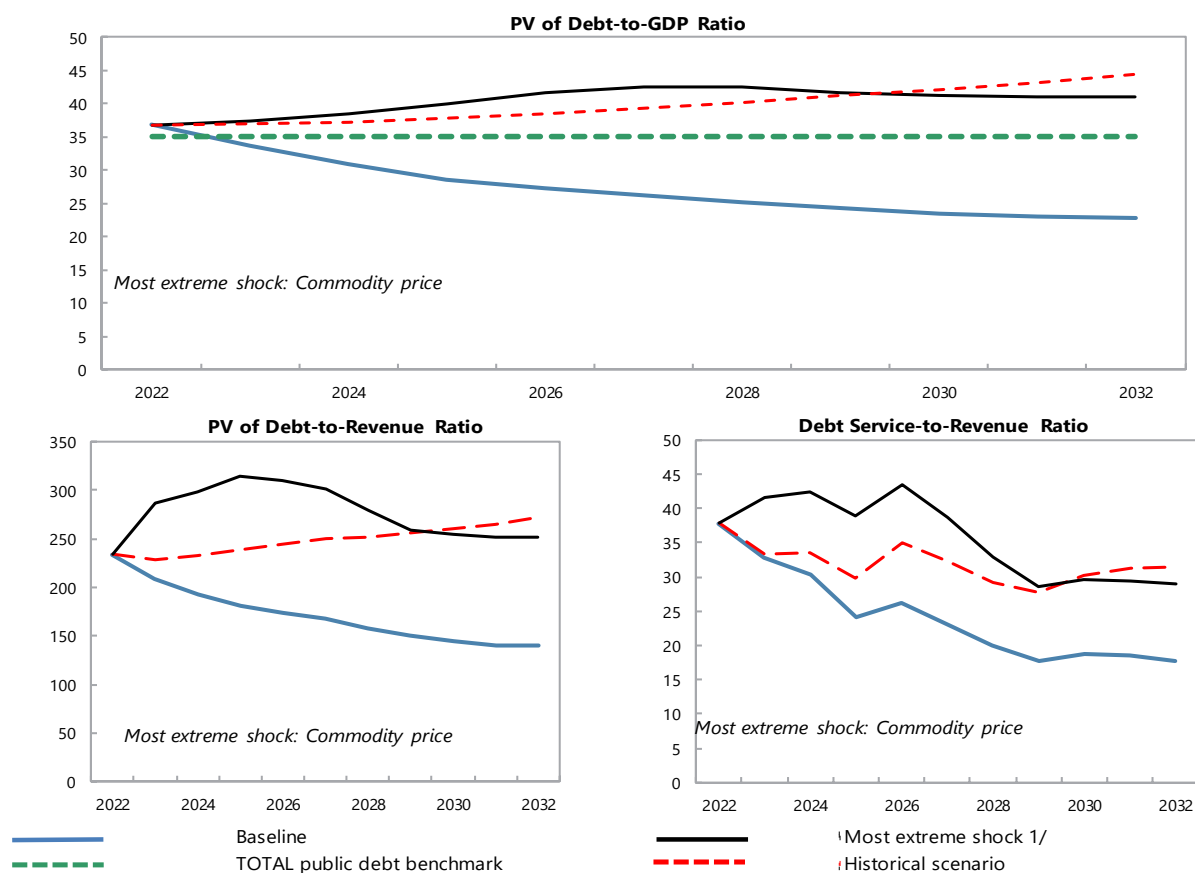 PV of Debt-to-GDP Ratio
50
45
40
35
30
25
20
15
10
5
0
Most extreme shock: Commodity price
2022 2024 2026 2028 2030 2032
PV of Debt-to-Revenue Ratio
350
300
250
200
150
100
50
0
Most extreme shock: Commodity price
2022 2024 2026 2028 2030 2032
Debt Service-to-Revenue Ratio
50
45
40
35
30
25
20
15
10
5
0
Most extreme shock: Commodity price
2022 2024 2026 2028 2030 2032
Baseline
Most extreme shock 1/
TOTAL public debt benchmark
Historical scenario